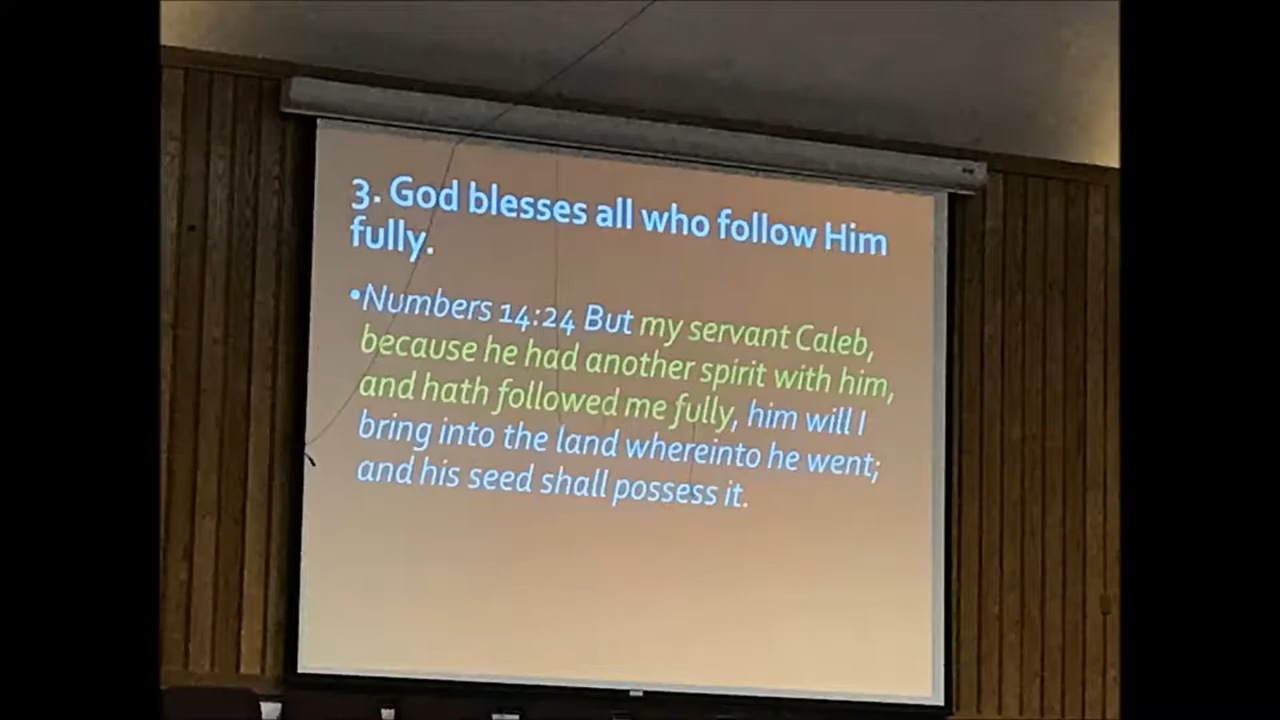 3. God blesses all who follow Him
fully.
•Numbers 14:24 But my servant Caleb,
because he had another spirit with him,
and hath followed me fully, him will I
bring into the land whereinto he went;
and his seed shall possess it.